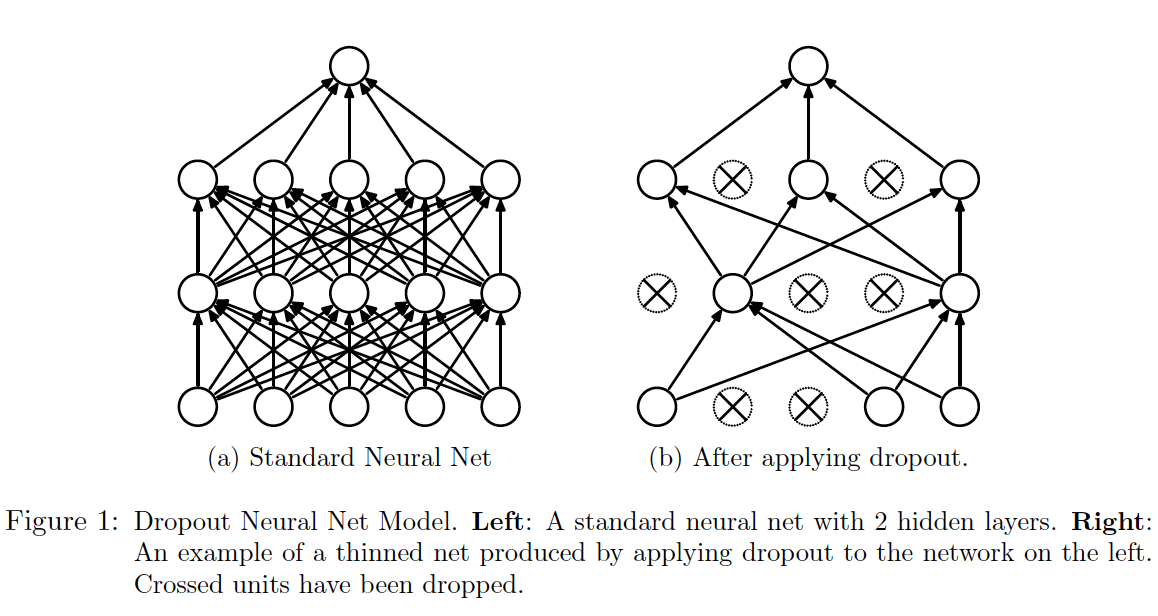 (a) Standard Neural Net
(b) After applying dropout.
Figure 1: Dropout Neural Net Model. Left: A standard neural net with 2 hidden layers. Right:
An example of a thinned net produced by applying dropout to the network on the left.
Crossed units have been dropped.